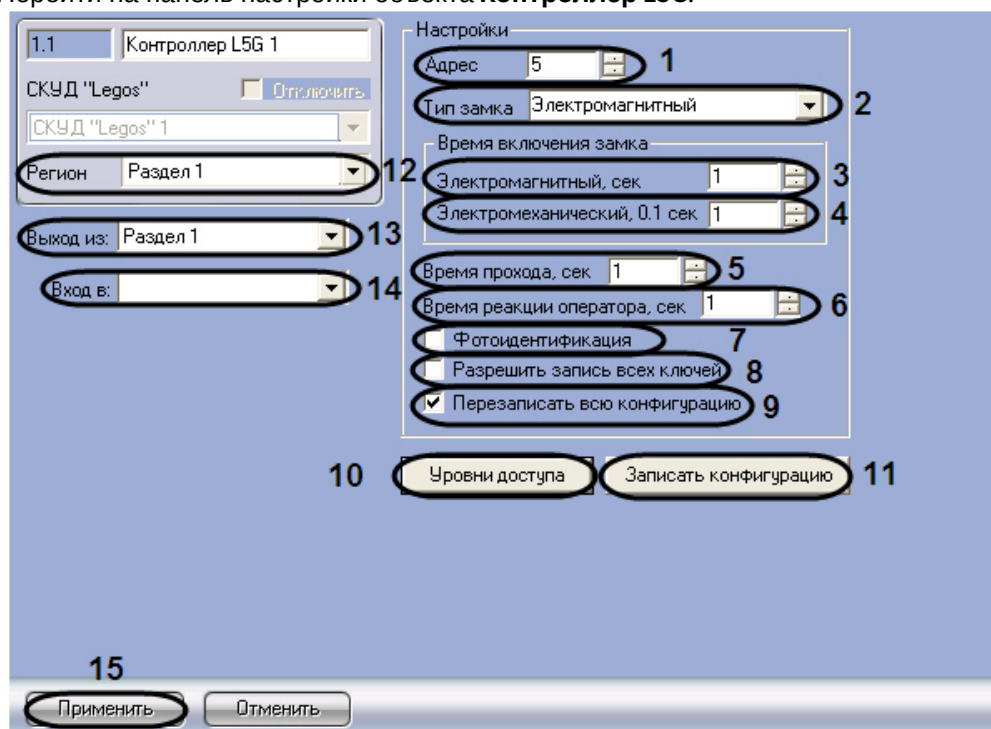 Перейти на панель настройки объекта Контроллер L5G.
1.1 Контроллер L5G 1
СКУД "Legos" Отключить
СКУД "Legos" 1
Регион Раздел 1 12
Выход из: Раздел 1 13
Вход в: 14
Настройки
Адрес 5 1
Тип замка Электромагнитный 2
Время включения замка
Электромагнитный, сек 1 3
Электромеханический, 0.1 сек 1 4
Время прохода, сек 1 5
Время реакции оператора, сек 1 6
Фотоидентификация 7
Разрешить запись всех ключей 8
Перезаписать всю конфигурацию 9
10 Уровни доступа Записать конфигурацию 11
15
Применить Отменить